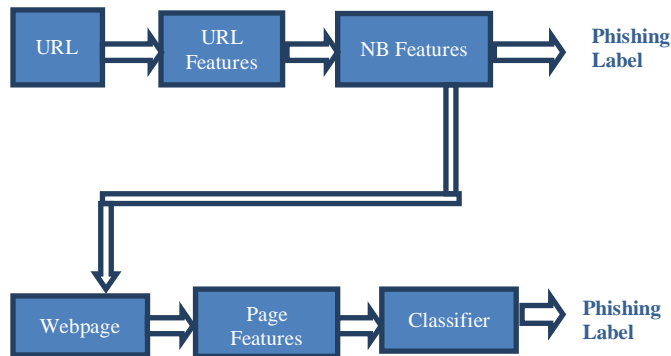 URL
URL
Features
NB Features
Phishing
Label
Webpage
Page
Features
Classifier
Phishing
Label